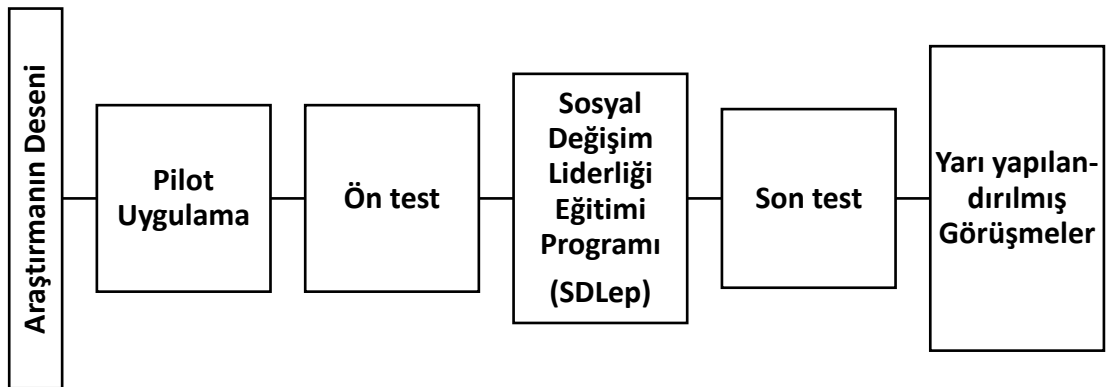 Araştırmanın Deseni
Pilot
Uygulama
Ön test
Sosyal
Değişim
Liderliği
Eğitimi
Programı
(SDLep)
Son test
Yarı yapılan-
dırılmış
Görüşmeler